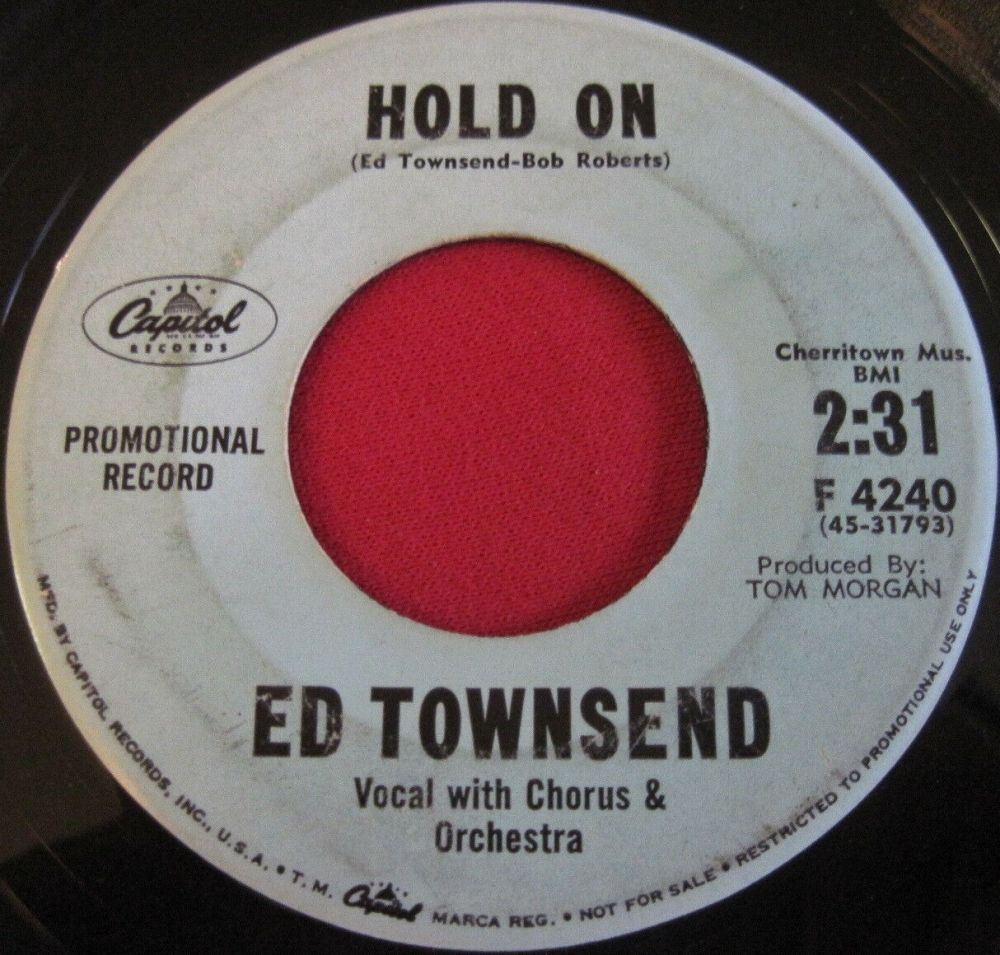 HOLD ON
(Ed Townsend-Bob Roberts)
Capitol
RECORDS
PROMOTIONAL
RECORD
Cherritown Mus.
BMI
2:31
F 4240
(45-31793)
Produced By:
TOM MORGAN
ED TOWNSEND
Vocal with Chorus &
Orchestra
M'F'D. BY CAPITOL RECORDS, INC., U.S.A. • T.M. Capitol MARCA REG. • NOT FOR SALE • RESTRICTED TO PROMOTIONAL USE ONLY